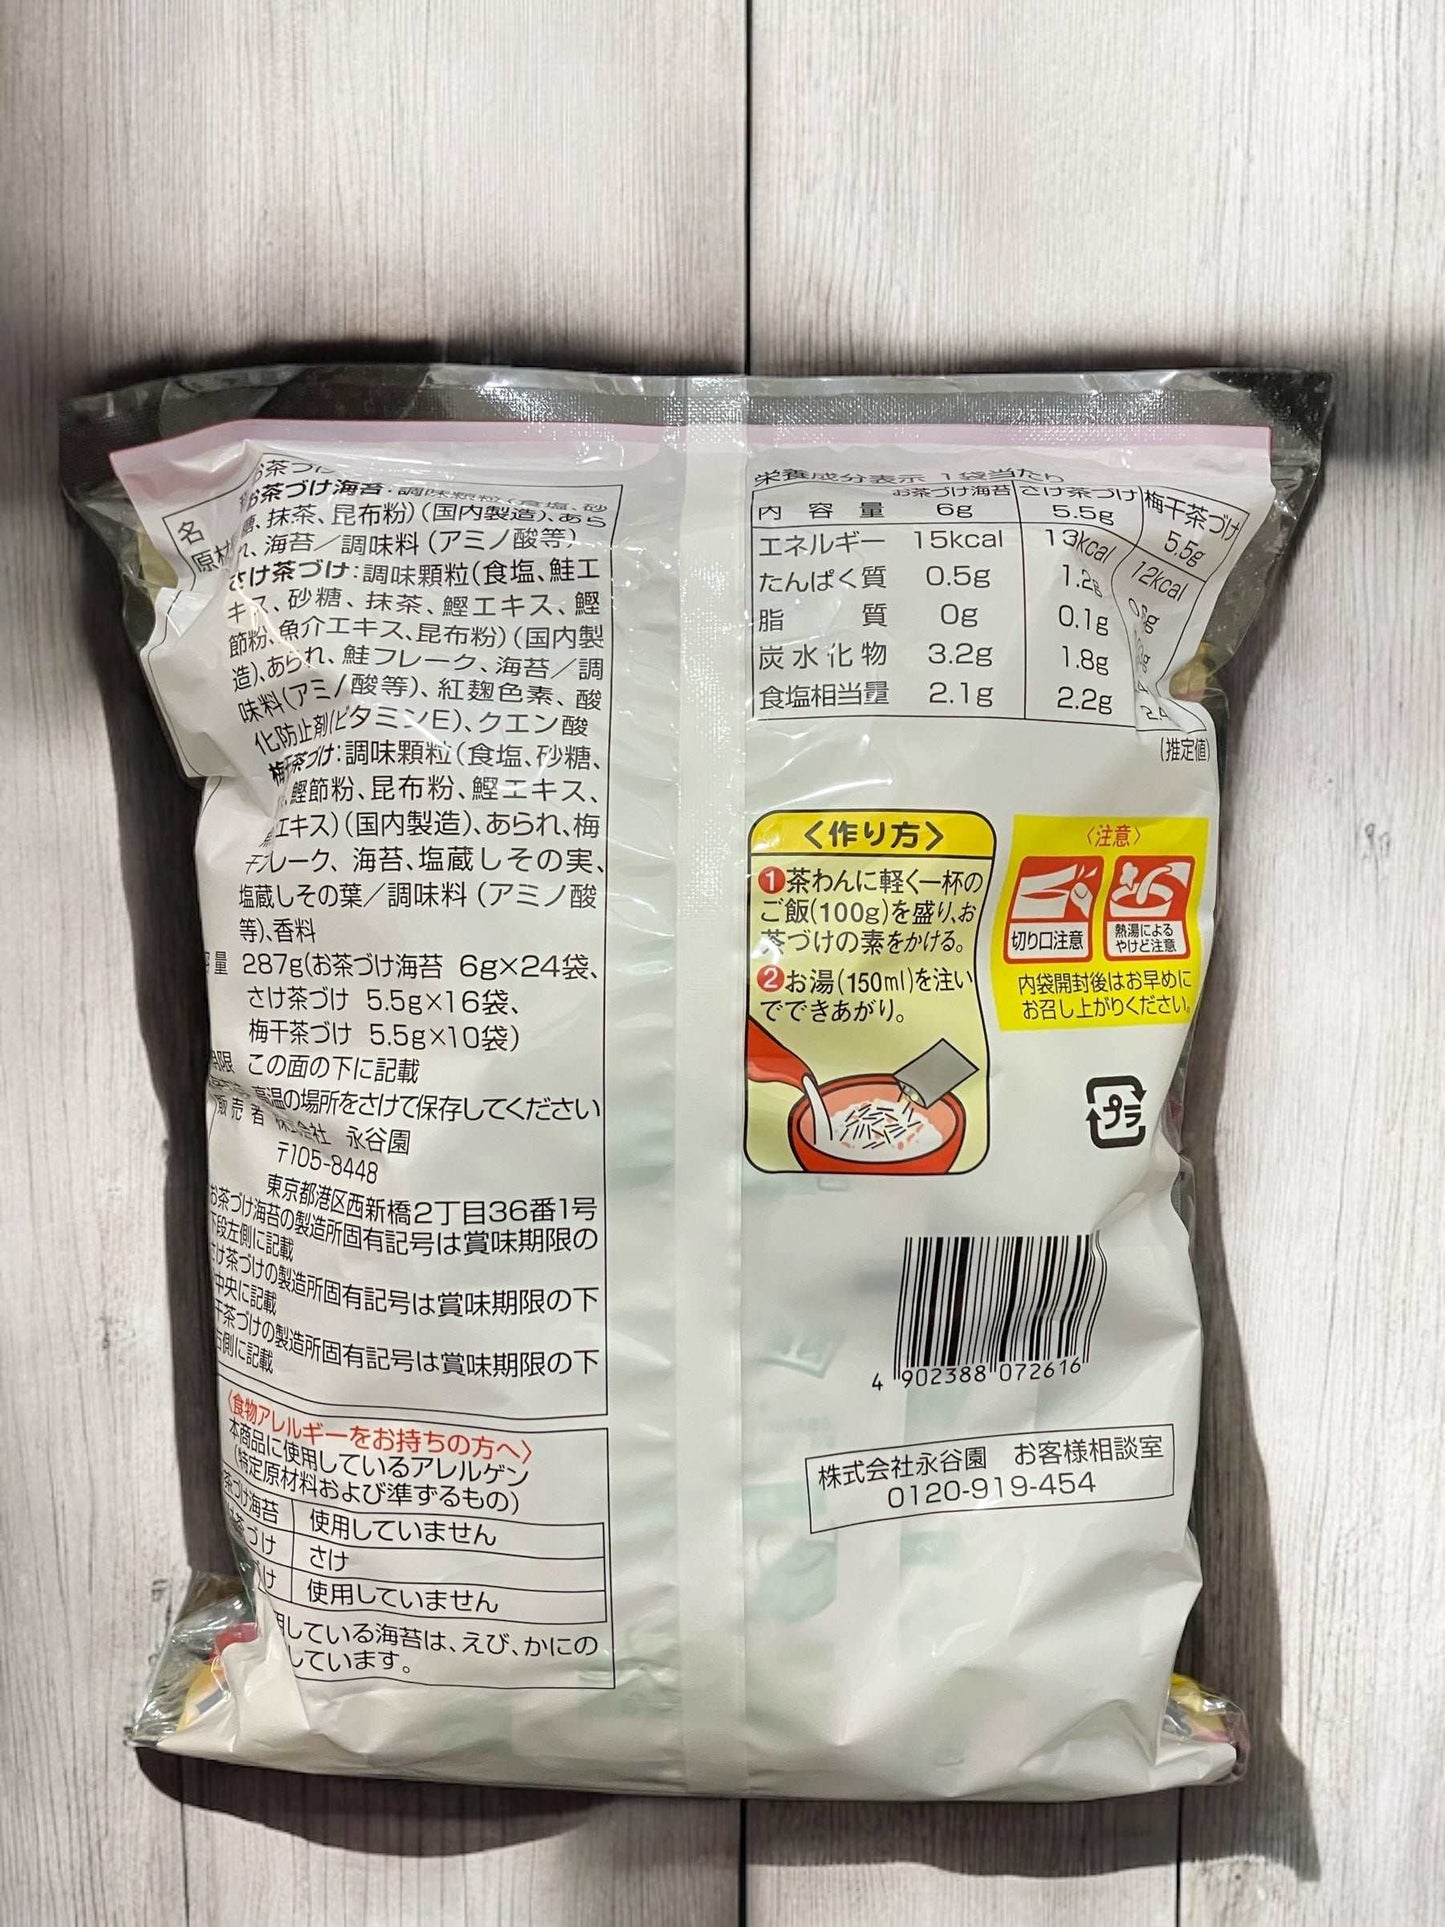 名
お茶づけ
原材
お茶づけ海苔:調味顆粒(食塩、砂
糖、抹茶、昆布粉)(国内製造)、あら
れ、海苔/調味料(アミノ酸等)
さけ茶づけ:調味顆粒(食塩、鮭エ
キス、砂糖、抹茶、鰹エキス、鰹
節粉、魚介エキス、昆布粉)(国内製
造)、あられ、鮭フレーク、海苔/調
味料(アミノ酸等)、紅麹色素、酸
化防止剤(ビタミンE)、クエン酸
梅干茶づけ:調味顆粒(食塩、砂糖、
、鰹節粉、昆布粉、鰹エキス、
エキス)(国内製造)、あられ、梅
干フレーク、海苔、塩蔵しその実、
塩蔵しその葉/調味料(アミノ酸
等)、香料
量 287g(お茶づけ海苔 6g×24袋、
さけ茶づけ 5.5g×16袋、
梅干茶づけ 5.5g×10袋)
期限 この面の下に記載
高温の場所をさけて保存してください
販売者 株式会社 永谷園
〒105-8448
東京都港区西新橋2丁目36番1号
お茶づけ海苔の製造所固有記号は賞味期限の
下段左側に記載
さけ茶づけの製造所固有記号は賞味期限の下
中央に記載
干茶づけの製造所固有記号は賞味期限の下
右側に記載
〈食物アレルギーをお持ちの方へ〉
本商品に使用しているアレルゲン
(特定原材料および準ずるもの)
茶づけ海苔 使用していません
茶づけ さけ
づけ 使用していません
用している海苔は、えび、かにの
しています。
栄養成分表示 1袋当たり
お茶づけ海苔 さけ茶づけ 梅干茶づけ
内容量 6g 5.5g 5.5g
エネルギー 15kcal 13kcal 12kcal
たんぱく質 0.5g 1.2g
脂質 0g 0.1g
炭水化物 3.2g 1.8g
食塩相当量 2.1g 2.2g
(推定値)
〈作り方〉
1 茶わんに軽く一杯の
ご飯(100g)を盛り、お
茶づけの素をかける。
2 お湯(150ml)を注い
でできあがり。
〈注意〉
切り口注意
熱湯による
やけど注意
内袋開封後はお早めに
お召し上がりください。
プラ
4 902388 072616
株式会社永谷園 お客様相談室
0120-919-454